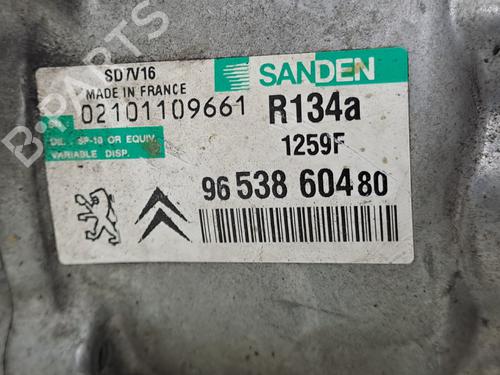 SD7V16
SANDEN
MADE IN FRANCE
02101109661
R134a
OIL : SP-10 OR EQUIV.
1259F
VARIABLE DISP.
96 538 604 80
B-PARTS